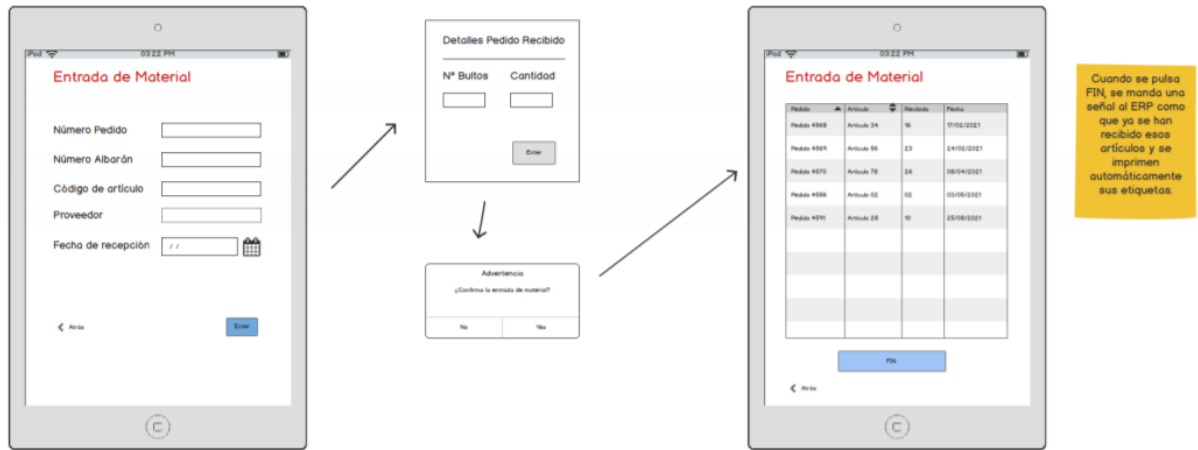 iPod
03:22 PM
Entrada de Material
Número Pedido
Número Albarán
Código de artículo
Proveedor
Fecha de recepción
/ /
Atrás
Enter
Detalles Pedido Recibido
Nº Bultos Cantidad
Enter
Advertencia
¿Confirma la entrada de material?
No Yes
iPod
03:22 PM
Entrada de Material
Pedido Artículo Recibido Fecha
Pedido 4568 Artículo 34 16 17/02/2021
Pedido 4569 Artículo 56 23 24/02/2021
Pedido 4570 Artículo 78 26 08/04/2021
Pedido 4586 Artículo 02 02 03/05/2021
Pedido 4591 Artículo 28 10 25/08/2021
FIN
Atrás
Cuando se pulsa
FIN, se manda una
señal al ERP como
que ya se han
recibido esos
artículos y se
imprimen
automáticamente
sus etiquetas.